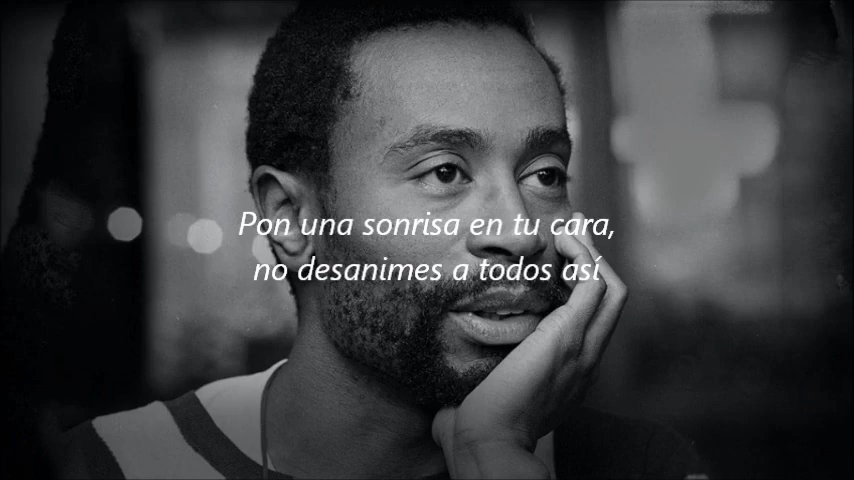 Pon una sonrisa en tu cara,
no desanimes a todos así